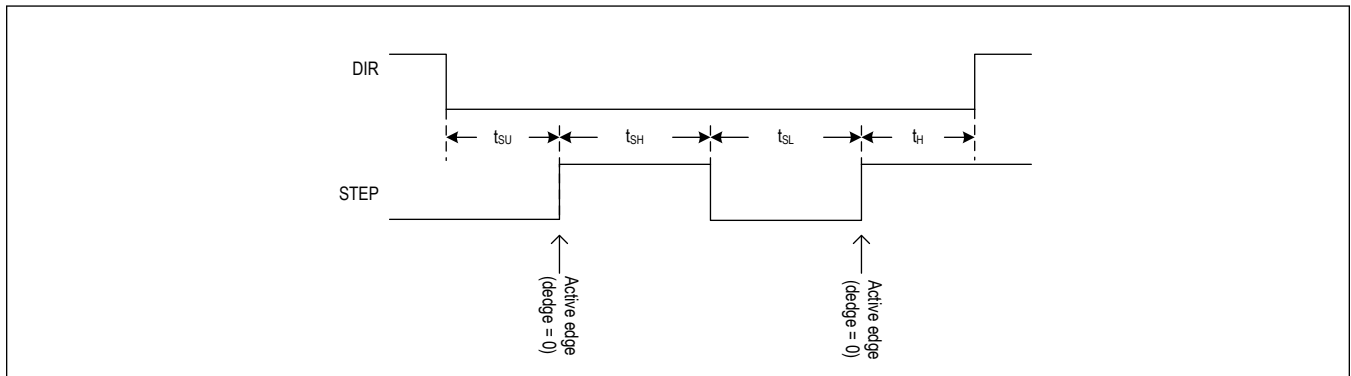 DIR
tSU
tSH
tSL
tH
STEP
Active edge
(dedge = 0)
Active edge
(dedge = 0)